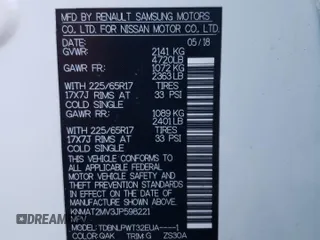 MFD BY RENAULT SAMSUNG MOTORS
CO. LTD. FOR NISSAN MOTOR CO., LTD.
DATE: 05/18
GVWR: 2141 KG
4720LB
GAWR FR: 1072 KG
2363LB
WITH 225/65R17 TIRES
17X7J RIMS AT 33 PSI
COLD SINGLE
GAWR RR: 1089 KG
2401LB
WITH 225/65R17 TIRES
17X7J RIMS AT 33 PSI
COLD SINGLE
THIS VEHICLE CONFORMS TO ALL
APPLICABLE FEDERAL MOTOR
VEHICLE SAFETY
STANDARDS IN EFFECT ON THE DATE
OF MANUFACTURE SHOWN ABOVE.
KNMAT2MV3JP598221
MPV
MODEL: TDBNLPWT32EUA----1
COLOR: QAK TRIM: G ZS30A